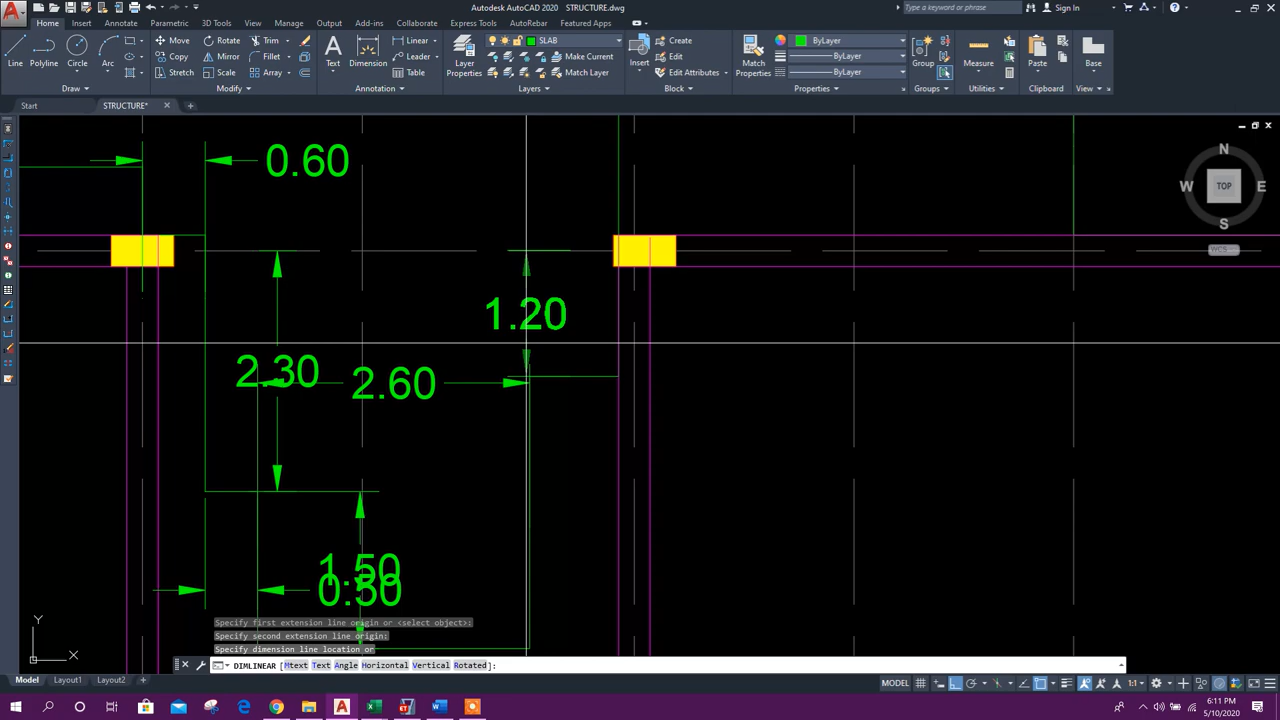 Autodesk AutoCAD 2020 STRUCTURE.dwg
Type a keyword or phrase
Sign In
Home Insert Annotate Parametric 3D Tools View Manage Output Add-ins Collaborate Express Tools AutoRebar Featured Apps
Line Polyline Circle Arc
Move Rotate Trim
Copy Mirror Fillet
Stretch Scale Array
Text Dimension
Linear
Leader
Table
Layer Properties
SLAB
Make Current
Match Layer
Insert
Create
Edit
Edit Attributes
Match Properties
ByLayer
ByLayer
ByLayer
Group
Measure
Paste
Base
Draw Modify Annotation Layers Block Properties Groups Utilities Clipboard View
Start STRUCTURE*
N
W TOP E
S
WCS
0.60
1.20
2.30
2.60
1.50
0.50
Y
X
Specify first extension line origin or <select object>:
Specify second extension line origin:
Specify dimension line location or
DIMLINEAR [Mtext Text Angle Horizontal Vertical Rotated]:
Model Layout1 Layout2
MODEL 1:1
6:11 PM
5/10/2020